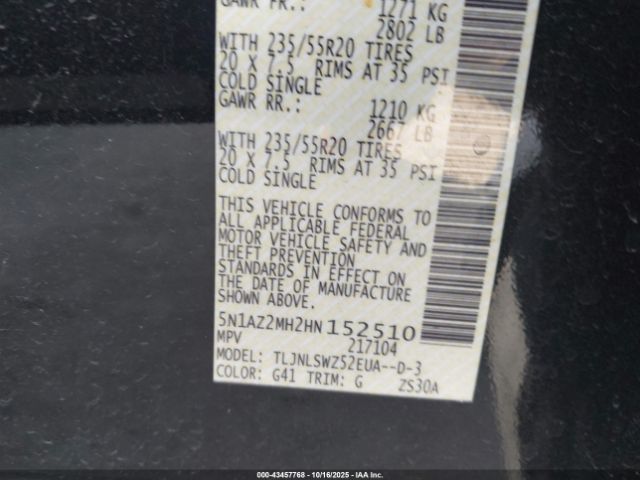 GAWR FR.: 1271 KG
2802 LB
WITH 235/55R20 TIRES
20 X 7.5 RIMS AT 35 PSI
COLD SINGLE
GAWR RR.: 1210 KG
2667 LB
WITH 235/55R20 TIRES
20 X 7.5 RIMS AT 35 PSI
COLD SINGLE
THIS VEHICLE CONFORMS TO
ALL APPLICABLE FEDERAL
MOTOR VEHICLE SAFETY AND
THEFT PREVENTION
STANDARDS IN EFFECT ON
THE DATE OF MANUFACTURE
SHOWN ABOVE.
5N1AZ2MH2HN152510
MPV 217104
MODEL: TLJNLSWZ52EUA--D-3
COLOR: G41 TRIM: G ZS30A
000-43457768 | 10/16/2025 | IAA Inc.